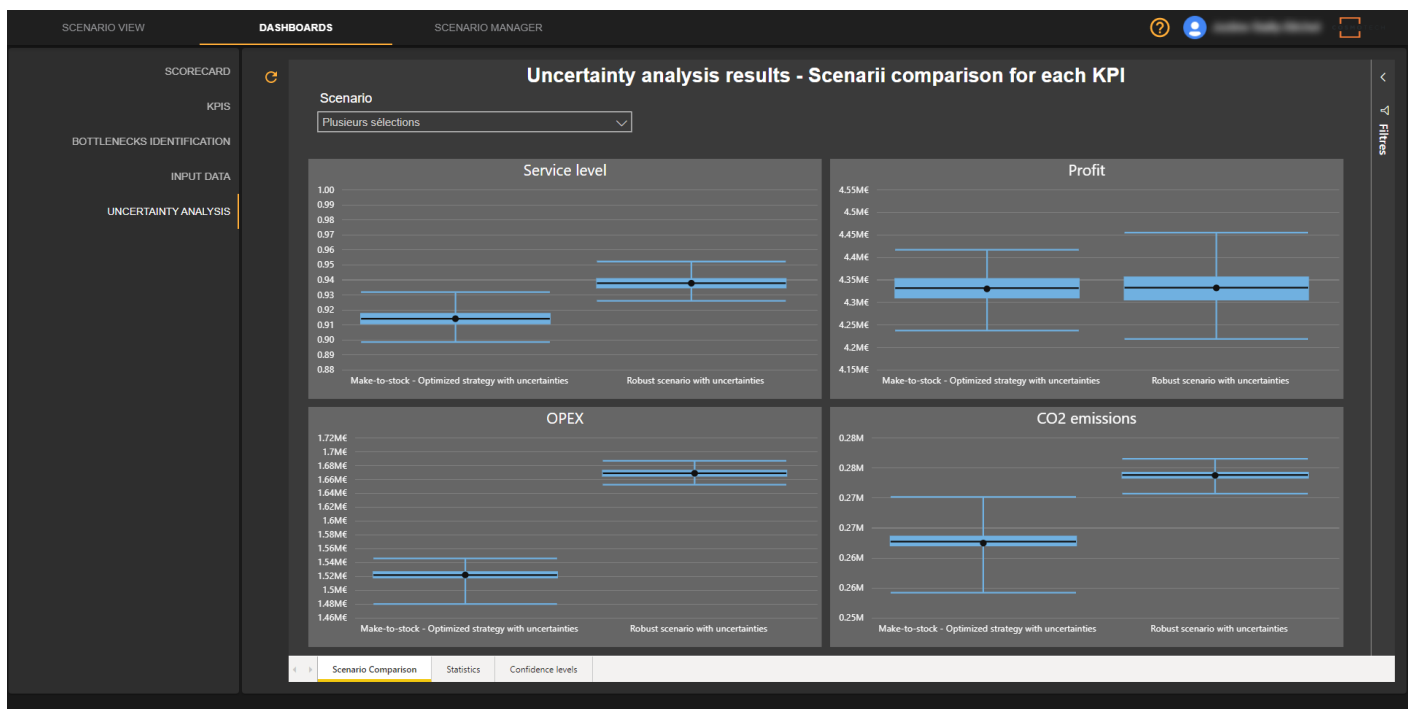 SCENARIO VIEW
DASHBOARDS
SCENARIO MANAGER
?
SCORECARD
KPIS
BOTTLENECKS IDENTIFICATION
INPUT DATA
UNCERTAINTY ANALYSIS
Uncertainty analysis results - Scenarii comparison for each KPI
Scenario
Plusieurs sélections
Filtres
Service level
1.00
0.99
0.98
0.97
0.96
0.95
0.94
0.93
0.92
0.91
0.90
0.89
0.88
Make-to-stock - Optimized strategy with uncertainties
Robust scenario with uncertainties
Profit
4.55M€
4.5M€
4.45M€
4.4M€
4.35M€
4.3M€
4.25M€
4.2M€
4.15M€
Make-to-stock - Optimized strategy with uncertainties
Robust scenario with uncertainties
OPEX
1.72M€
1.7M€
1.68M€
1.66M€
1.64M€
1.62M€
1.6M€
1.58M€
1.56M€
1.54M€
1.52M€
1.5M€
1.48M€
1.46M€
Make-to-stock - Optimized strategy with uncertainties
Robust scenario with uncertainties
CO2 emissions
0.28M
0.28M
0.27M
0.27M
0.26M
0.26M
0.25M
Make-to-stock - Optimized strategy with uncertainties
Robust scenario with uncertainties
Scenario Comparison
Statistics
Confidence levels